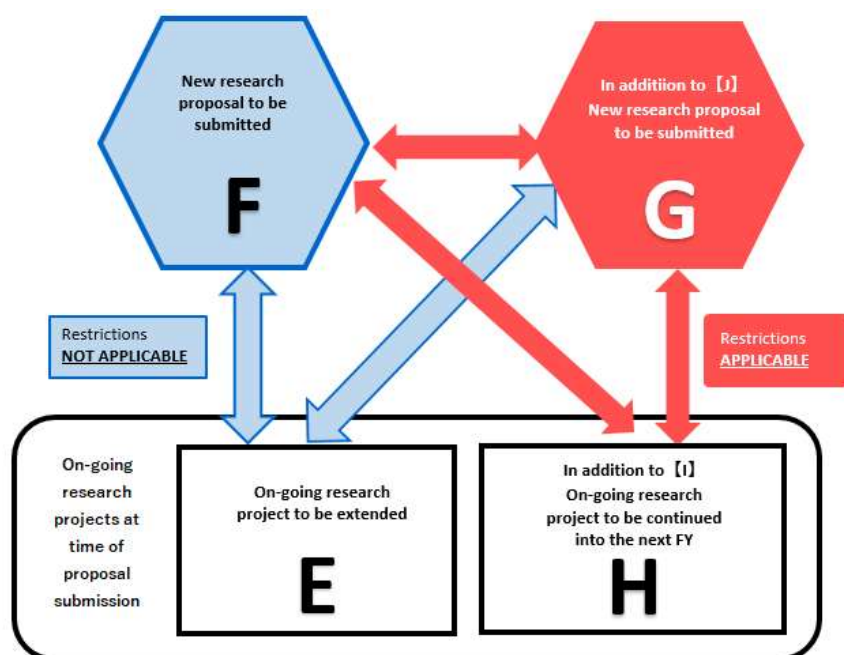 New research
proposal to be
submitted
F
In addition to【J】
New research proposal
to be submitted
G
Restrictions
NOT APPLICABLE
Restrictions
APPLICABLE
On-going
research
projects at
time of
proposal
submission
On-going research
project to be extended
E
In addition to【I】
On-going research
project to be continued
into the next FY
H